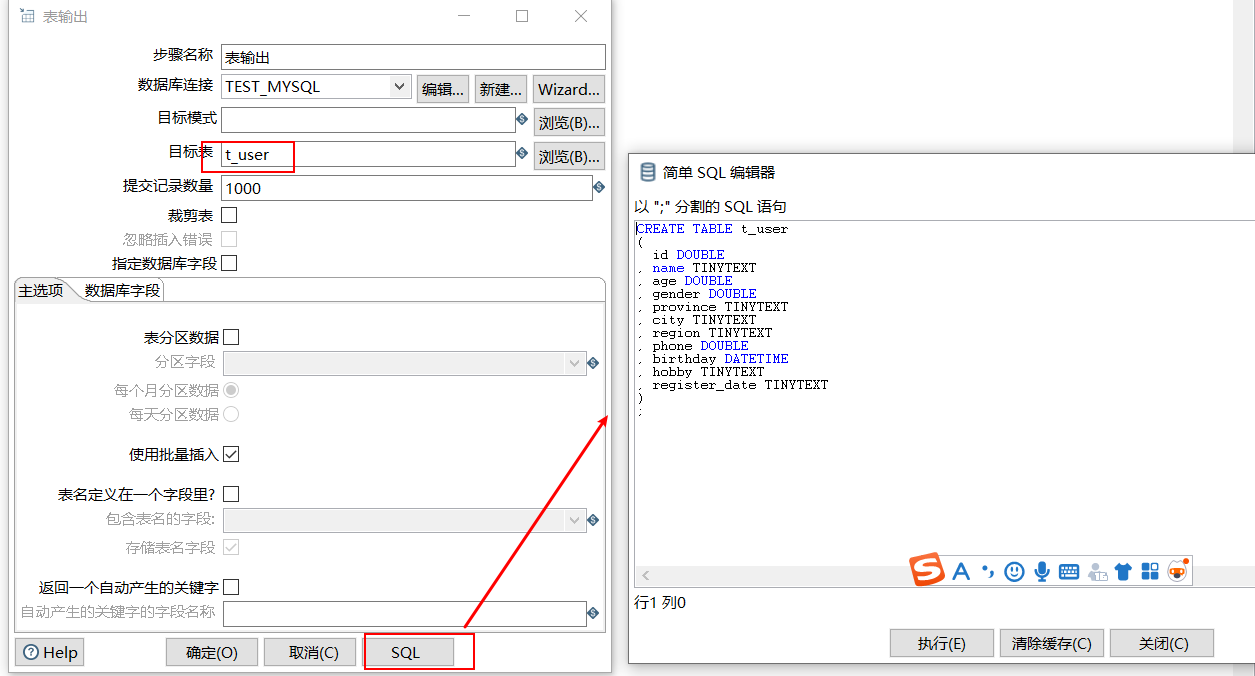 表输出
步骤名称 表输出
数据库连接 TEST_MYSQL 编辑... 新建... Wizard...
目标模式 浏览(B)...
目标表 t_user 浏览(B)...
提交记录数量 1000
裁剪表
忽略插入错误
指定数据库字段
主选项 数据库字段
表分区数据
分区字段
每个月分区数据
每天分区数据
使用批量插入
表名定义在一个字段里?
包含表名的字段:
存储表名字段
返回一个自动产生的关键字
自动产生的关键字的字段名称
Help 确定(O) 取消(C) SQL
简单 SQL 编辑器
以 ";" 分割的 SQL 语句
CREATE TABLE t_user
(
  id DOUBLE
, name TINYTEXT
, age DOUBLE
, gender DOUBLE
, province TINYTEXT
, city TINYTEXT
, region TINYTEXT
, phone DOUBLE
, birthday DATETIME
, hobby TINYTEXT
, register_date TINYTEXT
)
;
行1 列0
执行(E) 清除缓存(C) 关闭(C)